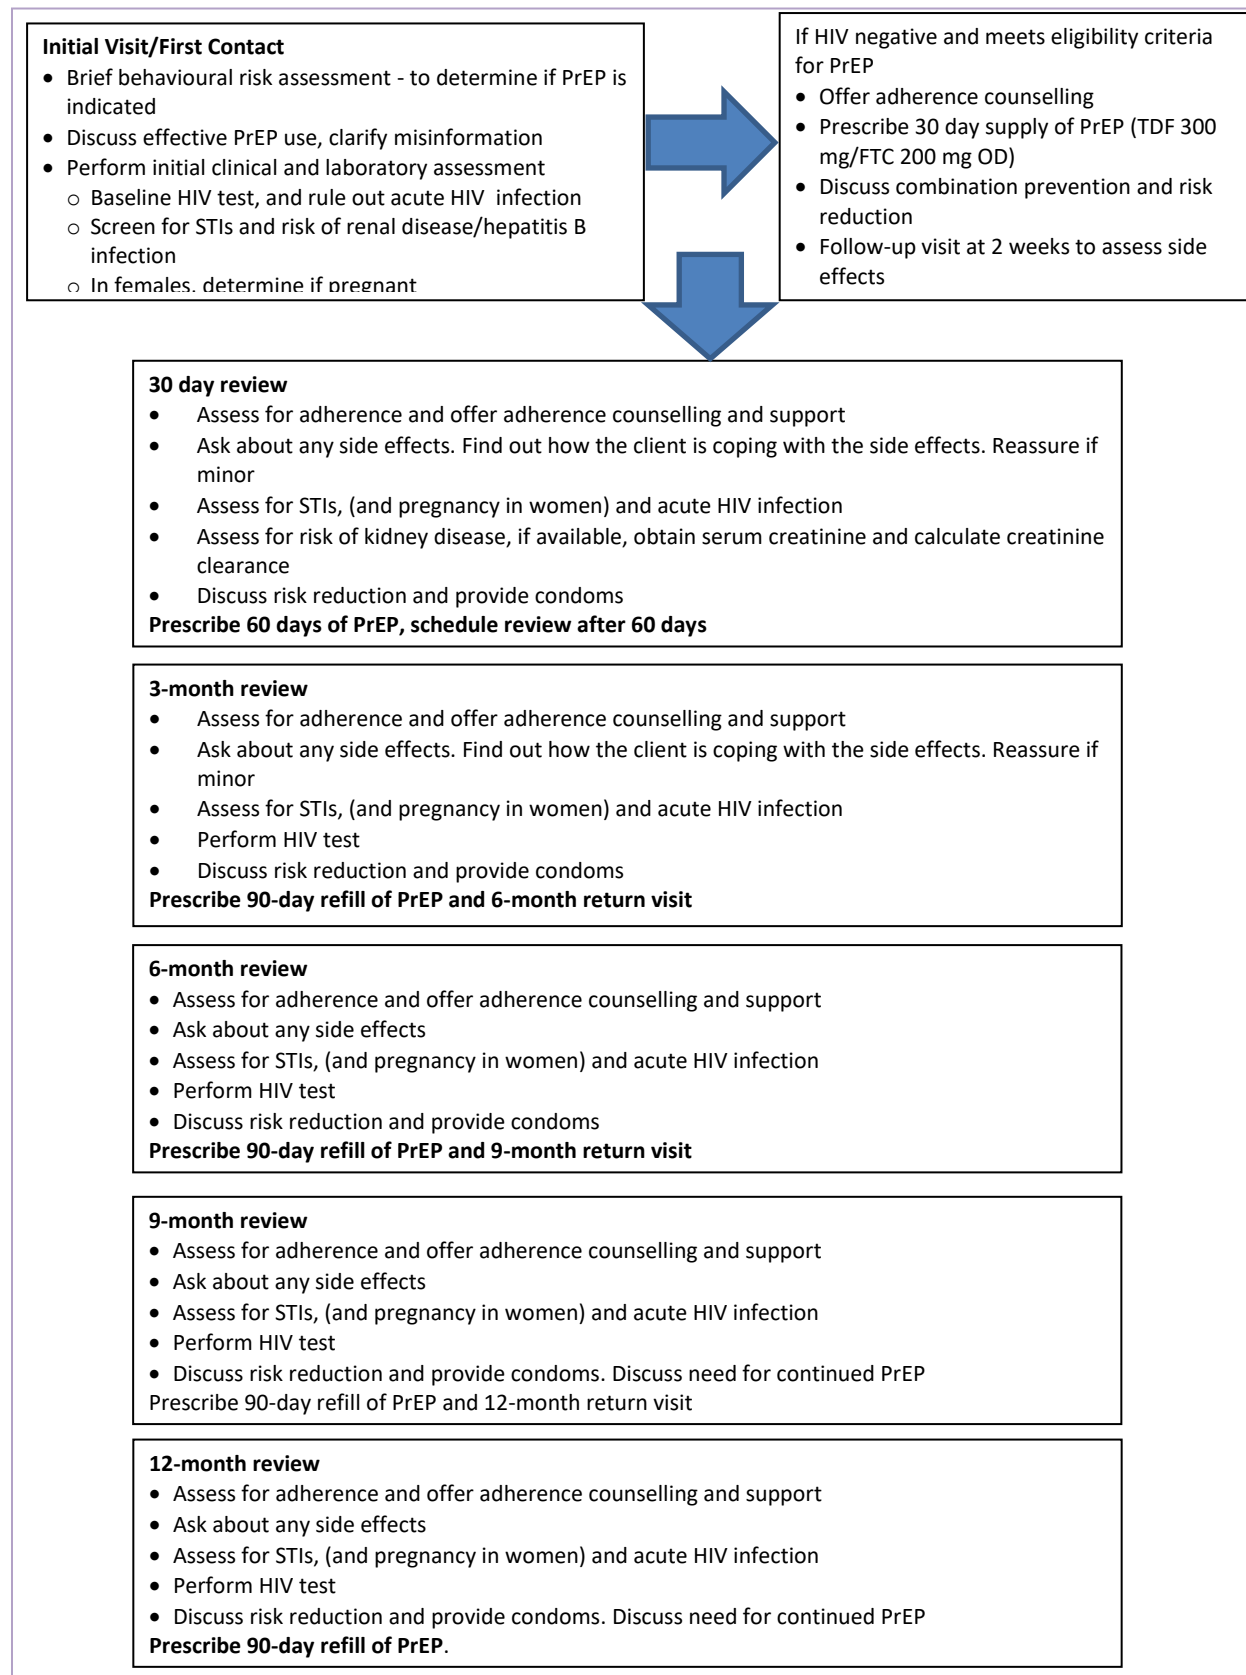 Initial Visit/First Contact
• Brief behavioural risk assessment - to determine if PrEP is
indicated
• Discuss effective PrEP use, clarify misinformation
• Perform initial clinical and laboratory assessment
o Baseline HIV test, and rule out acute HIV infection
o Screen for STIs and risk of renal disease/hepatitis B
infection
o In females, determine if pregnant
If HIV negative and meets eligibility criteria
for PrEP
• Offer adherence counselling
• Prescribe 30 day supply of PrEP (TDF 300
mg/FTC 200 mg OD)
• Discuss combination prevention and risk
reduction
• Follow-up visit at 2 weeks to assess side
effects
30 day review
• Assess for adherence and offer adherence counselling and support
• Ask about any side effects. Find out how the client is coping with the side effects. Reassure if
minor
• Assess for STIs, (and pregnancy in women) and acute HIV infection
• Assess for risk of kidney disease, if available, obtain serum creatinine and calculate creatinine
clearance
• Discuss risk reduction and provide condoms
Prescribe 60 days of PrEP, schedule review after 60 days
3-month review
• Assess for adherence and offer adherence counselling and support
• Ask about any side effects. Find out how the client is coping with the side effects. Reassure if
minor
• Assess for STIs, (and pregnancy in women) and acute HIV infection
• Perform HIV test
• Discuss risk reduction and provide condoms
Prescribe 90-day refill of PrEP and 6-month return visit
6-month review
• Assess for adherence and offer adherence counselling and support
• Ask about any side effects
• Assess for STIs, (and pregnancy in women) and acute HIV infection
• Perform HIV test
• Discuss risk reduction and provide condoms
Prescribe 90-day refill of PrEP and 9-month return visit
9-month review
• Assess for adherence and offer adherence counselling and support
• Ask about any side effects
• Assess for STIs, (and pregnancy in women) and acute HIV infection
• Perform HIV test
• Discuss risk reduction and provide condoms. Discuss need for continued PrEP
Prescribe 90-day refill of PrEP and 12-month return visit
12-month review
• Assess for adherence and offer adherence counselling and support
• Ask about any side effects
• Assess for STIs, (and pregnancy in women) and acute HIV infection
• Perform HIV test
• Discuss risk reduction and provide condoms. Discuss need for continued PrEP
Prescribe 90-day refill of PrEP.